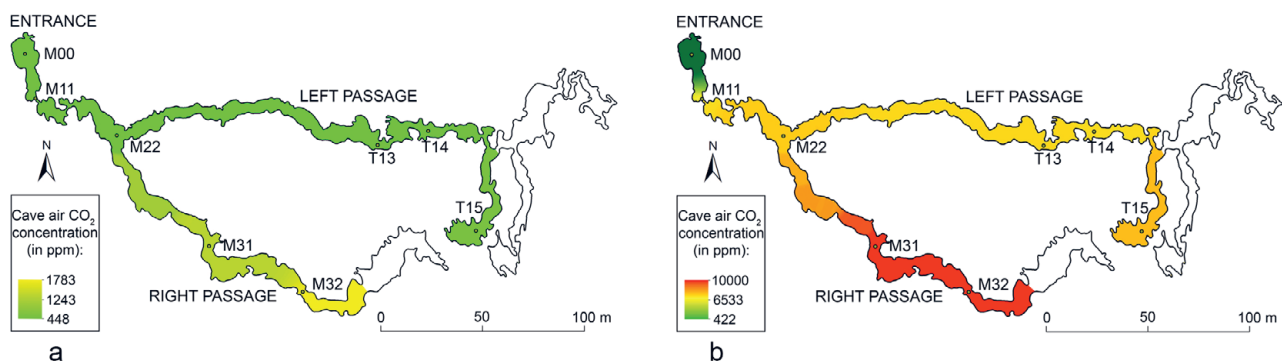 ENTRANCE
M00
M11
LEFT PASSAGE
M22
T13
T14
N
T15
M31
M32
RIGHT PASSAGE
Cave air CO₂
concentration
(in ppm):
1783
1243
448
0 50 100 m
a
ENTRANCE
M00
M11
LEFT PASSAGE
M22
T13
T14
N
T15
M31
M32
RIGHT PASSAGE
Cave air CO₂
concentration
(in ppm):
10000
6533
422
0 50 100 m
b